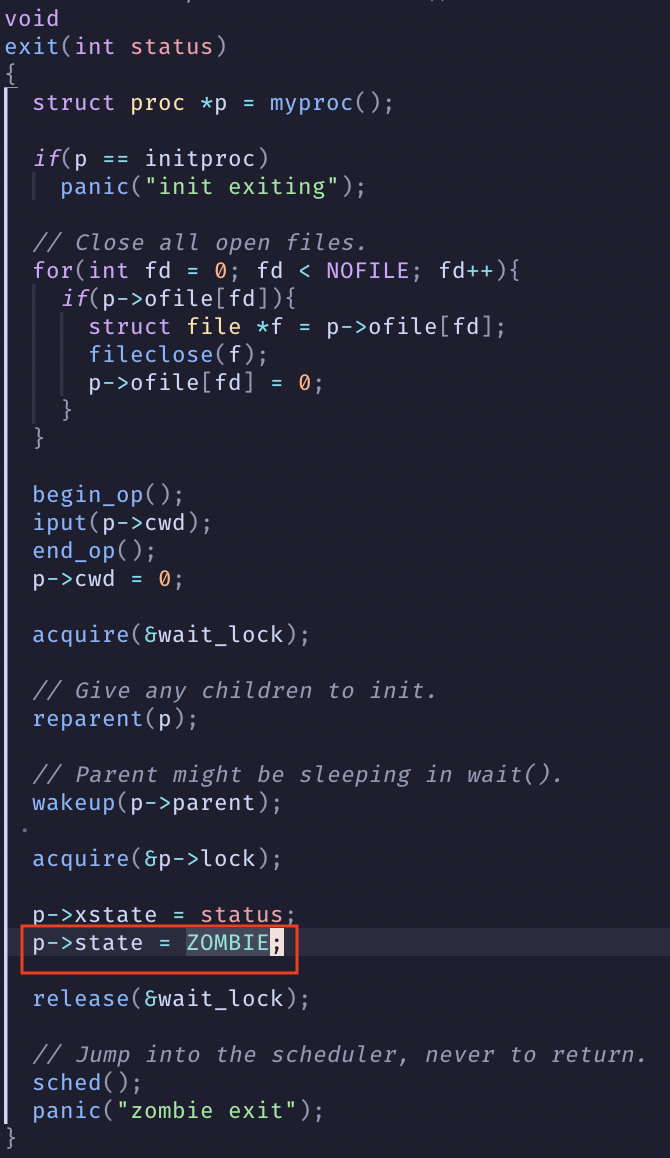 void
exit(int status)
{
  struct proc *p = myproc();

  if(p == initproc)
    panic("init exiting");

  // Close all open files.
  for(int fd = 0; fd < NOFILE; fd++){
    if(p->ofile[fd]){
      struct file *f = p->ofile[fd];
      fileclose(f);
      p->ofile[fd] = 0;
    }
  }

  begin_op();
  iput(p->cwd);
  end_op();
  p->cwd = 0;

  acquire(&wait_lock);

  // Give any children to init.
  reparent(p);

  // Parent might be sleeping in wait().
  wakeup(p->parent);

  acquire(&p->lock);

  p->xstate = status;
  p->state = ZOMBIE;

  release(&wait_lock);

  // Jump into the scheduler, never to return.
  sched();
  panic("zombie exit");
}